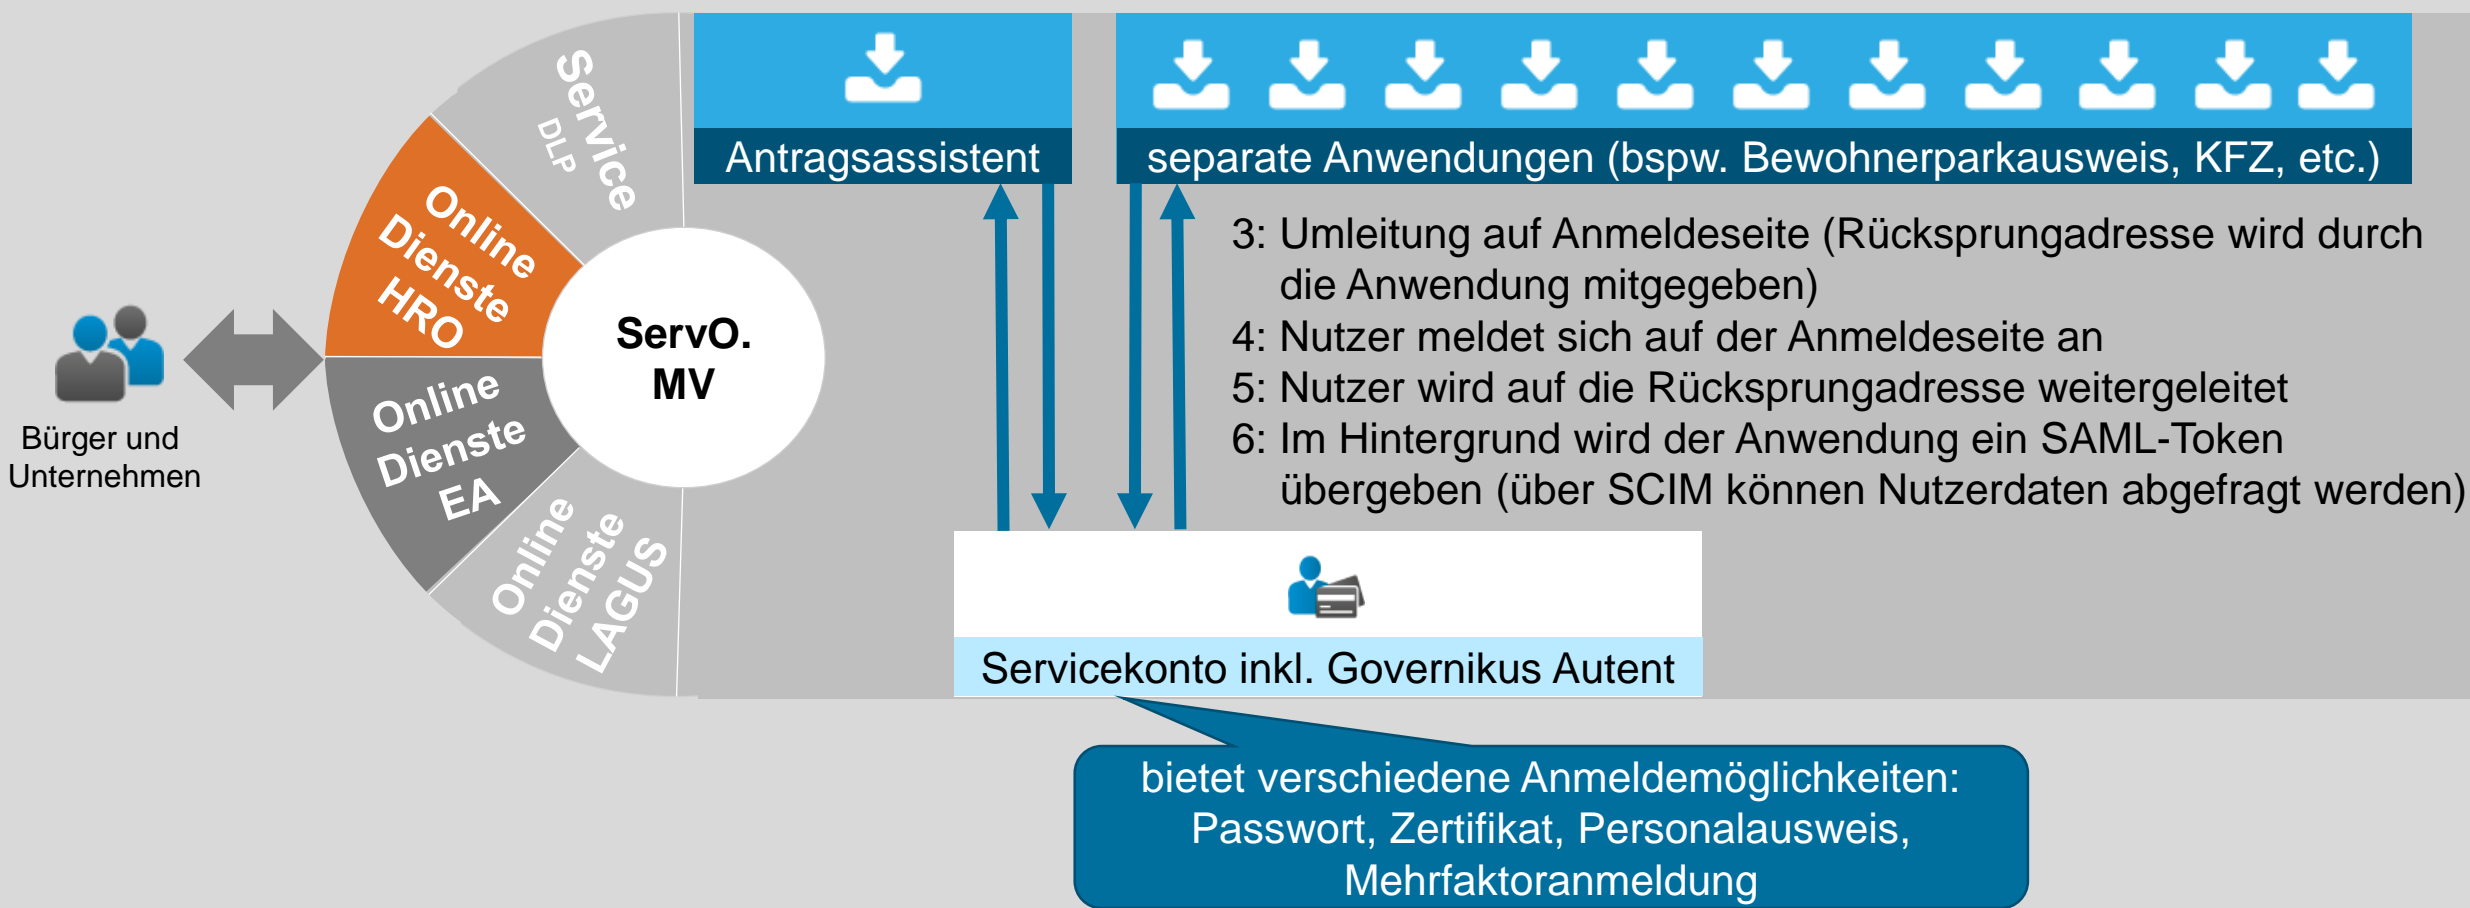 Service
DLP
Online
Dienste
HRO
Online
Dienste
EA
Online
Dienste
LAGUS
ServO.
MV
Bürger und
Unternehmen
Antragsassistent
separate Anwendungen (bspw. Bewohnerparkausweis, KFZ, etc.)
3: Umleitung auf Anmeldeseite (Rücksprungadresse wird durch
die Anwendung mitgegeben)
4: Nutzer meldet sich auf der Anmeldeseite an
5: Nutzer wird auf die Rücksprungadresse weitergeleitet
6: Im Hintergrund wird der Anwendung ein SAML-Token
übergeben (über SCIM können Nutzerdaten abgefragt werden)
Servicekonto inkl. Governikus Autent
bietet verschiedene Anmeldemöglichkeiten:
Passwort, Zertifikat, Personalausweis,
Mehrfaktoranmeldung